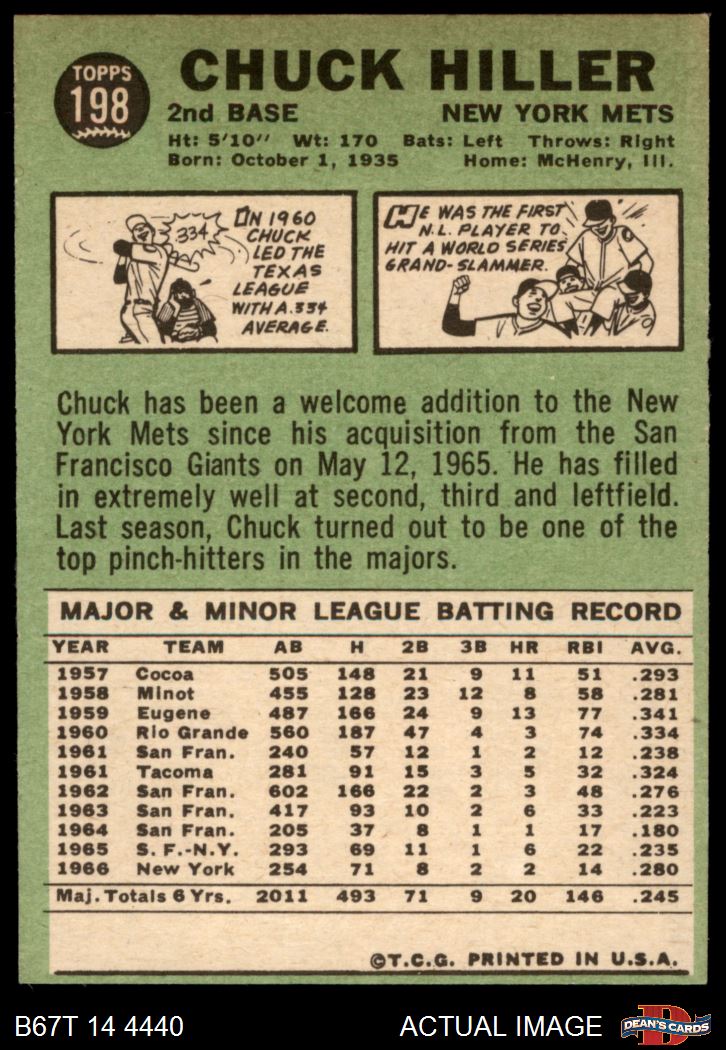 TOPPS
198
CHUCK HILLER
2nd BASE NEW YORK METS
Ht: 5'10" Wt: 170 Bats: Left Throws: Right
Born: October 1, 1935 Home: McHenry, Ill.
.334
IN 1960
CHUCK
LED THE
TEXAS
LEAGUE
WITH A .334
AVERAGE.
HE WAS THE FIRST
N.L. PLAYER TO
HIT A WORLD SERIES
GRAND-SLAMMER.
Chuck has been a welcome addition to the New
York Mets since his acquisition from the San
Francisco Giants on May 12, 1965. He has filled
in extremely well at second, third and leftfield.
Last season, Chuck turned out to be one of the
top pinch-hitters in the majors.
MAJOR & MINOR LEAGUE BATTING RECORD
YEAR TEAM AB H 2B 3B HR RBI AVG.
1957 Cocoa 505 148 21 9 11 51 .293
1958 Minot 455 128 23 12 8 58 .281
1959 Eugene 487 166 24 9 13 77 .341
1960 Rio Grande 560 187 47 4 3 74 .334
1961 San Fran. 240 57 12 1 2 12 .238
1961 Tacoma 281 91 15 3 5 32 .324
1962 San Fran. 602 166 22 2 3 48 .276
1963 San Fran. 417 93 10 2 6 33 .223
1964 San Fran. 205 37 8 1 1 17 .180
1965 S. F.-N.Y. 293 69 11 1 6 22 .235
1966 New York 254 71 8 2 2 14 .280
Maj. Totals 6 Yrs. 2011 493 71 9 20 146 .245
©T.C.G. PRINTED IN U.S.A.
B67T 14 4440 ACTUAL IMAGE
D
DEAN'S CARDS